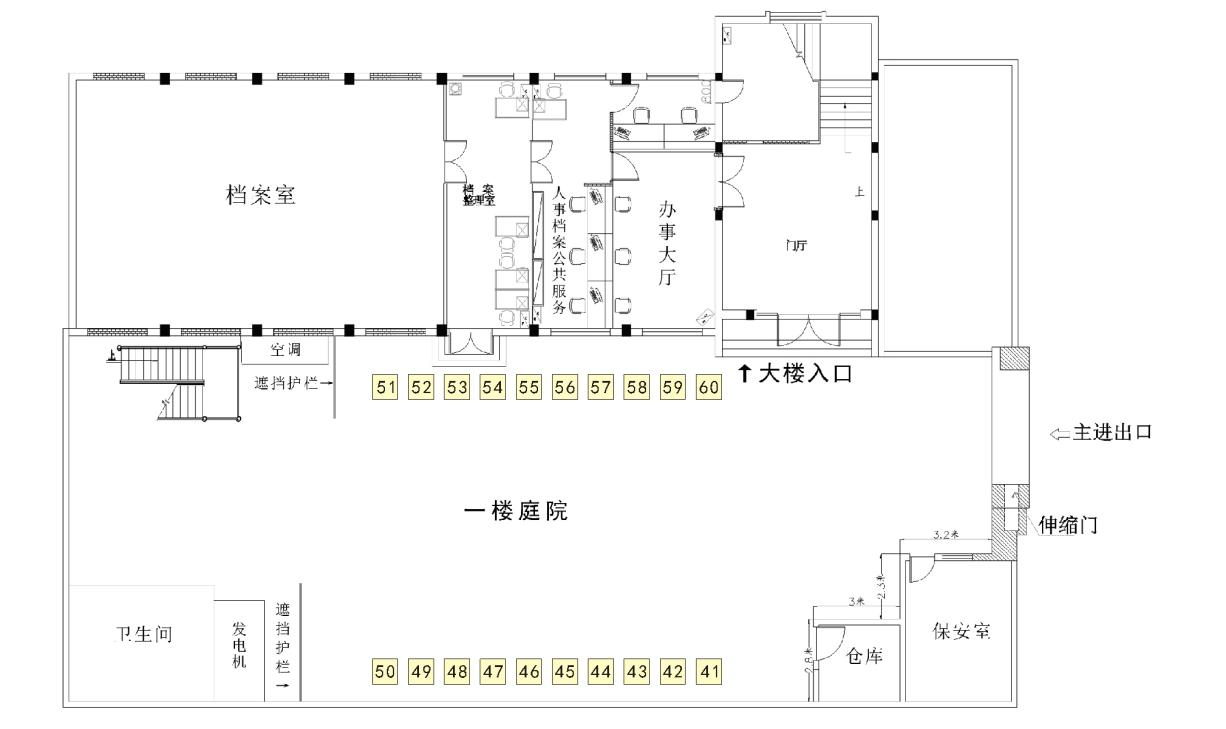 档案室
档 案
整理室
人事档案公共服务
办事大厅
上
门厅
上
空调
遮挡护栏→
51 52 53 54 55 56 57 58 59 60
↑大楼入口
⇦主进出口
一楼庭院
伸缩门
3.2米
2.3米
3米
2.8米
卫生间
发电机
遮挡护栏→
仓库
保安室
50 49 48 47 46 45 44 43 42 41